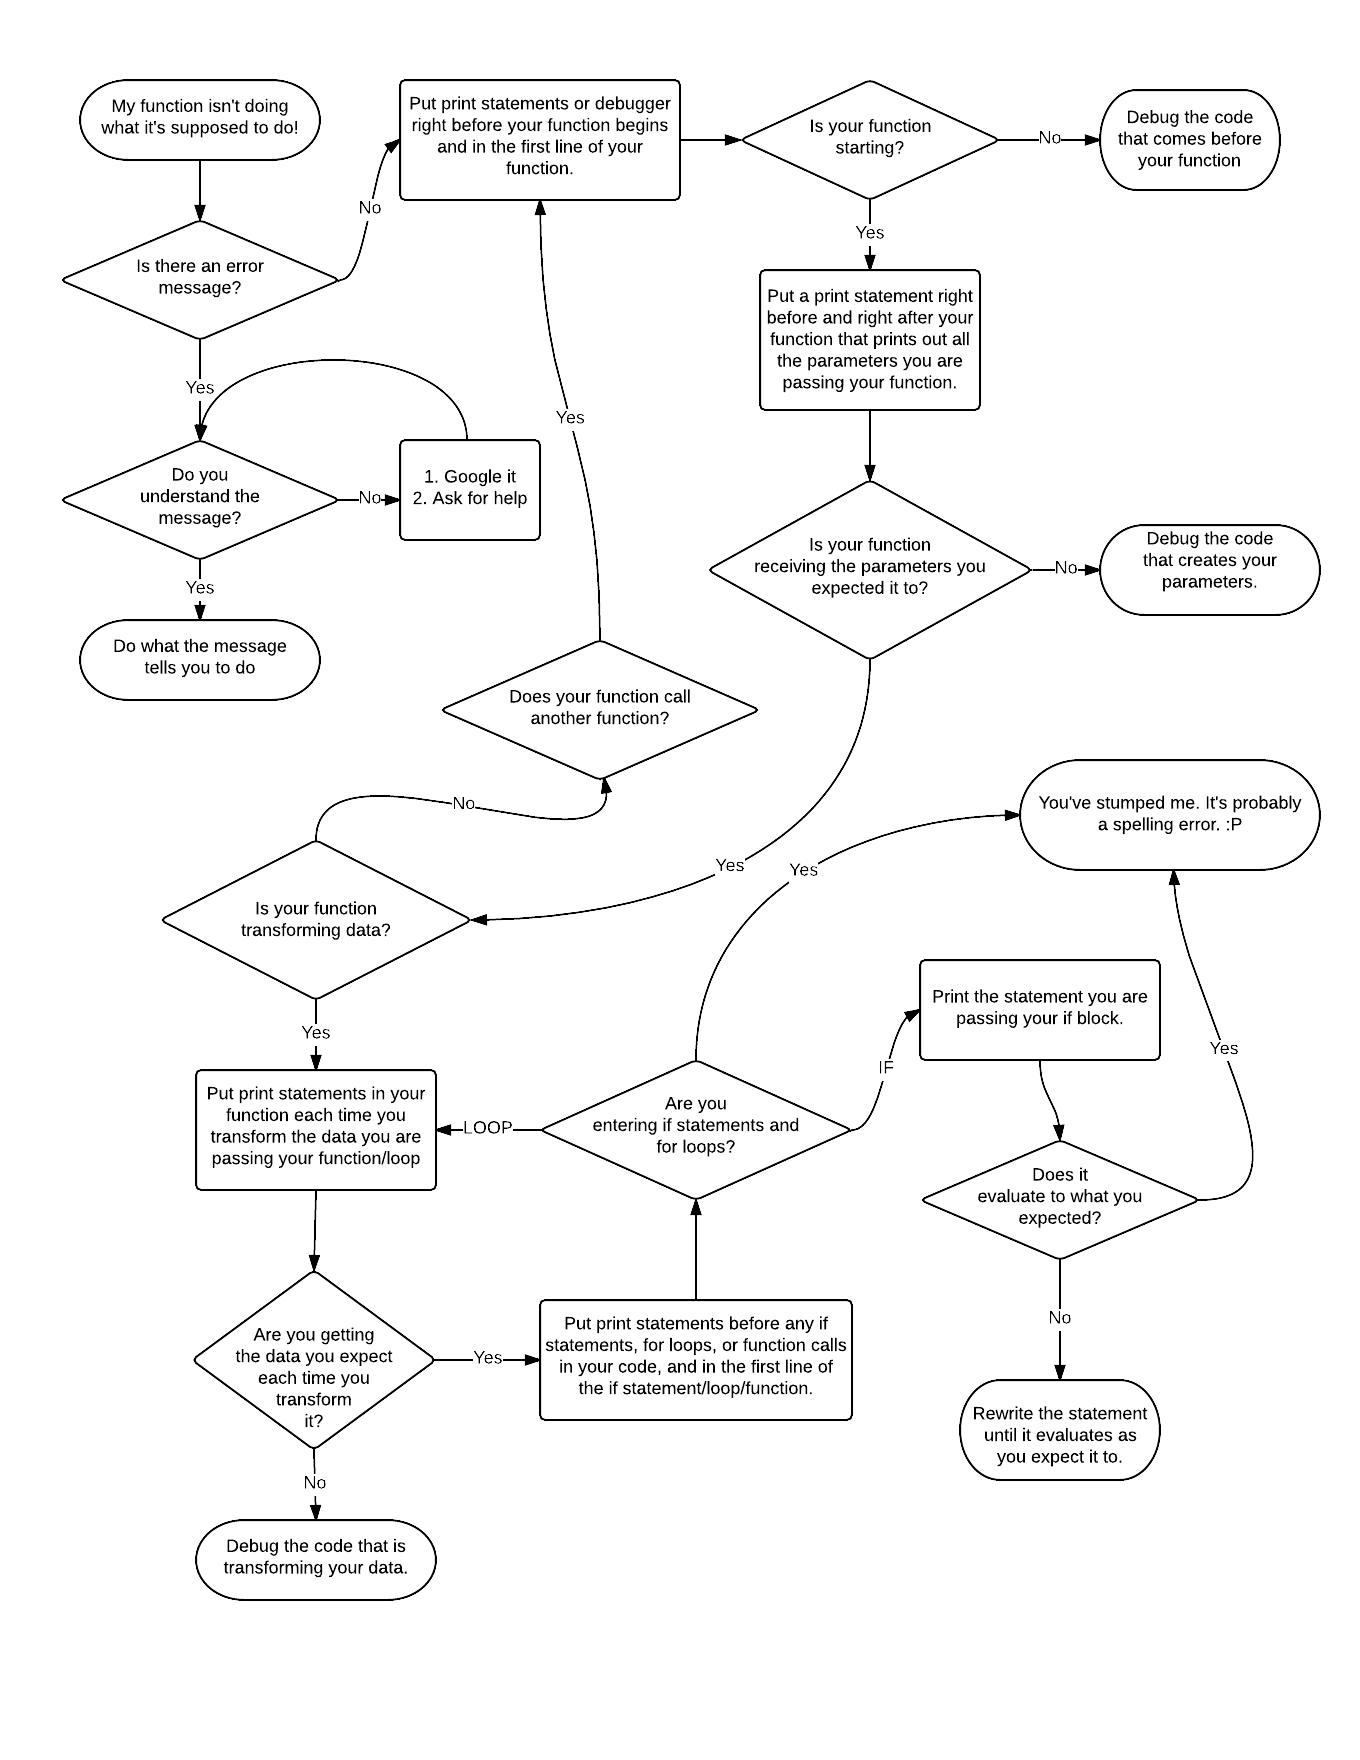 My function isn't doing
what it's supposed to do!
Put print statements or debugger
right before your function begins
and in the first line of your
function.
Is your function
starting?
No
Debug the code
that comes before
your function
No
Yes
Is there an error
message?
Put a print statement right
before and right after your
function that prints out all
the parameters you are
passing your function.
Yes
Yes
Do you
understand the
message?
No
1. Google it
2. Ask for help
Is your function
receiving the parameters you
expected it to?
No
Debug the code
that creates your
parameters.
Yes
Do what the message
tells you to do
Does your function call
another function?
No
You've stumped me. It's probably
a spelling error. :P
Yes
Yes
Is your function
transforming data?
Print the statement you are
passing your if block.
Yes
Yes
IF
Put print statements in your
function each time you
transform the data you are
passing your function/loop
LOOP
Are you
entering if statements and
for loops?
Does it
evaluate to what you
expected?
No
Are you getting
the data you expect
each time you
transform
it?
Yes
Put print statements before any if
statements, for loops, or function calls
in your code, and in the first line of
the if statement/loop/function.
Rewrite the statement
until it evaluates as
you expect it to.
No
Debug the code that is
transforming your data.